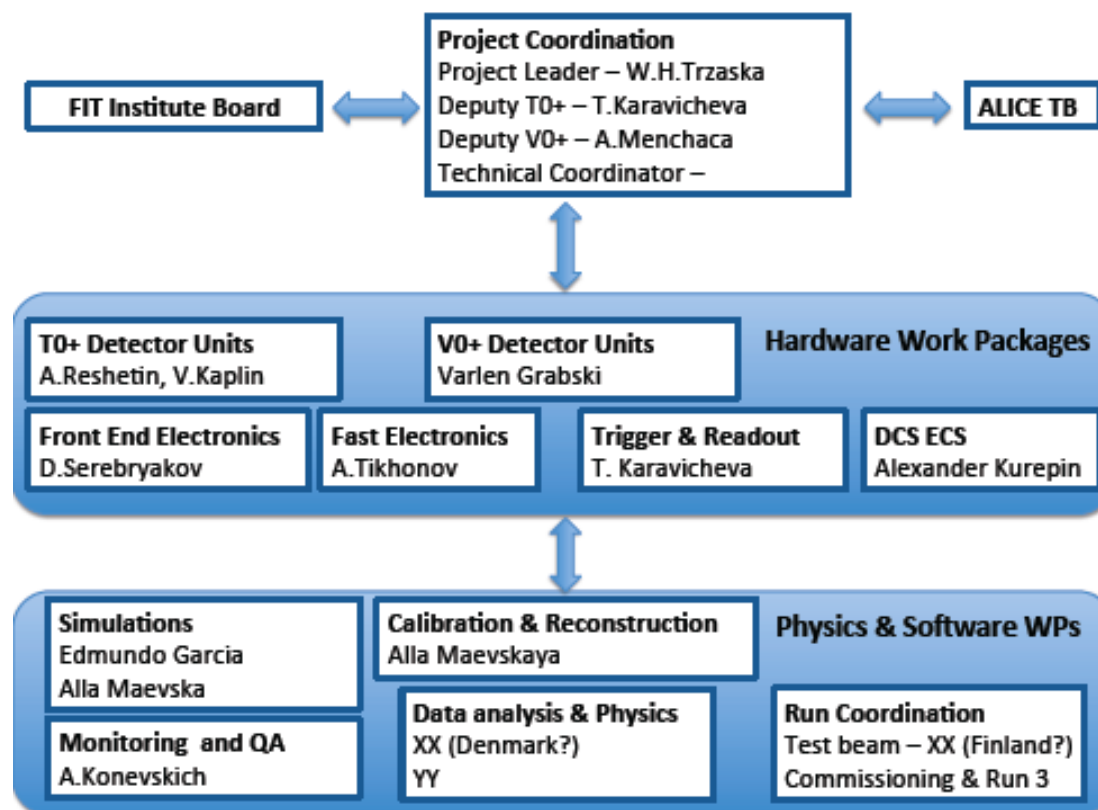 Project Coordination
Project Leader – W.H.Trzaska
Deputy T0+ – T.Karavicheva
Deputy V0+ – A.Menchaca
Technical Coordinator –
FIT Institute Board
ALICE TB
Hardware Work Packages
T0+ Detector Units
A.Reshetin, V.Kaplin
V0+ Detector Units
Varlen Grabski
Front End Electronics
D.Serebryakov
Fast Electronics
A.Tikhonov
Trigger & Readout
T. Karavicheva
DCS ECS
Alexander Kurepin
Physics & Software WPs
Simulations
Edmundo Garcia
Alla Maevska
Calibration & Reconstruction
Alla Maevskaya
Monitoring and QA
A.Konevskich
Data analysis & Physics
XX (Denmark?)
YY
Run Coordination
Test beam – XX (Finland?)
Commissioning & Run 3